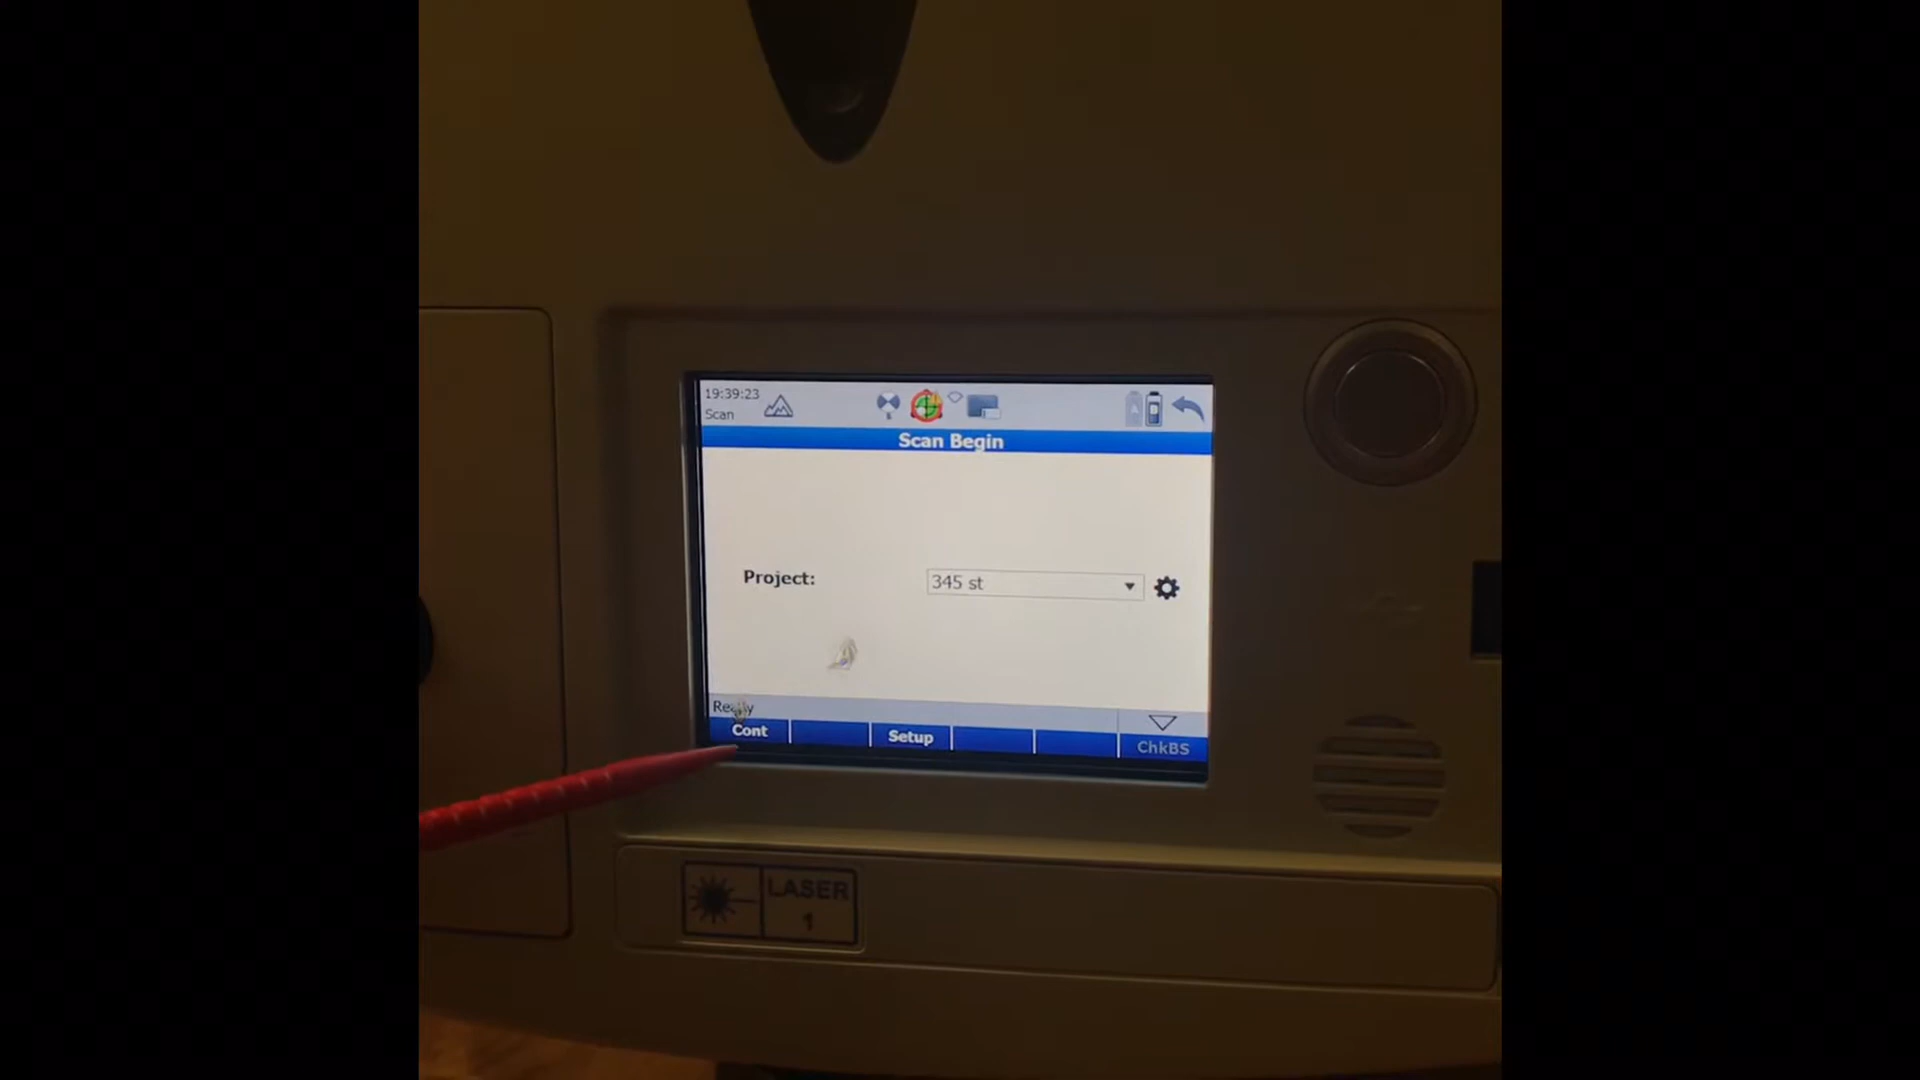 19:39:23
Scan
Scan Begin
Project:
345 st
Ready
Cont
Setup
ChkBS
LASER
1